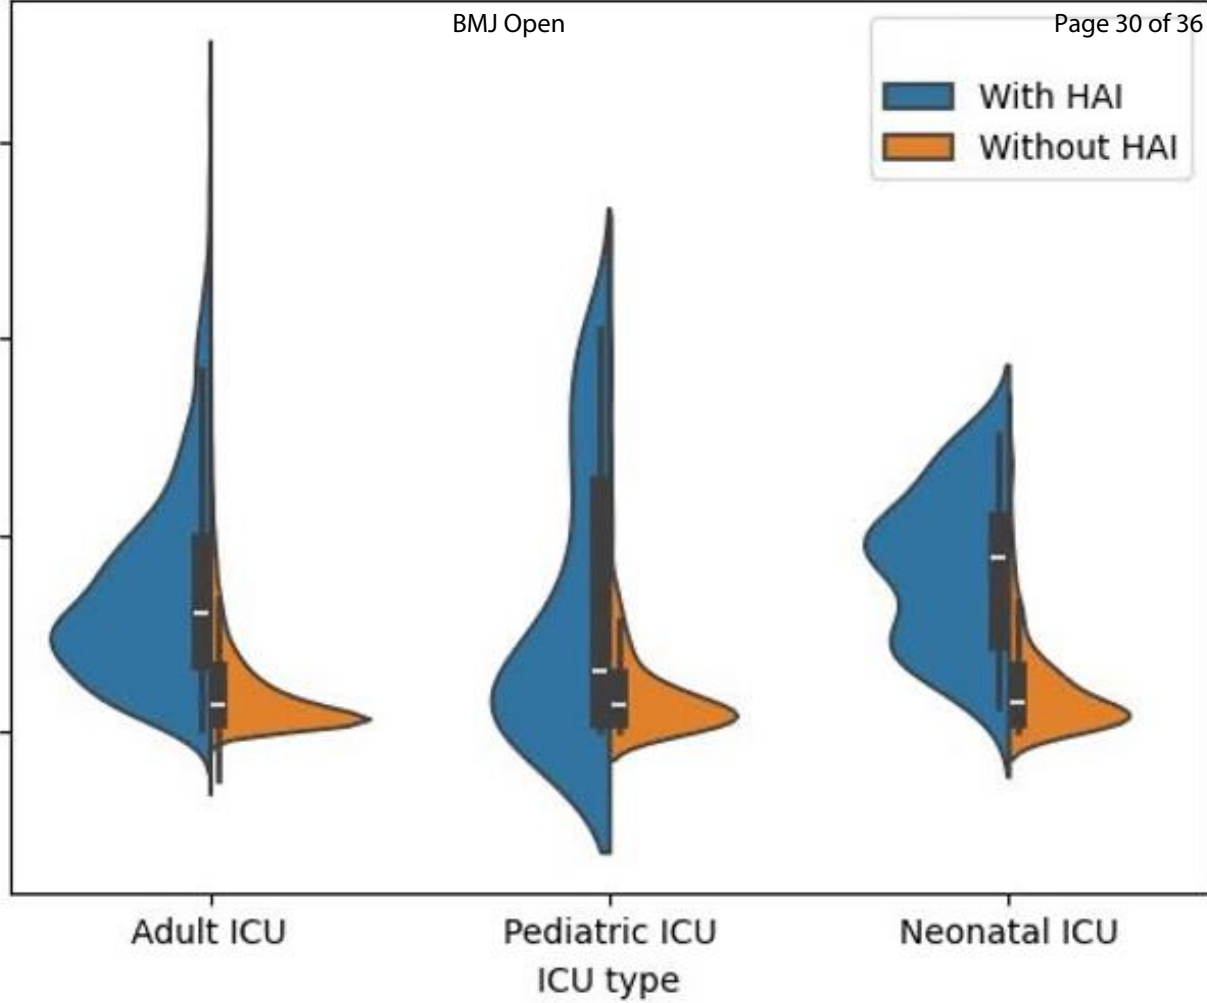 BMJ Open
Page 30 of 36
With HAI
Without HAI
Adult ICU
Pediatric ICU
Neonatal ICU
ICU type